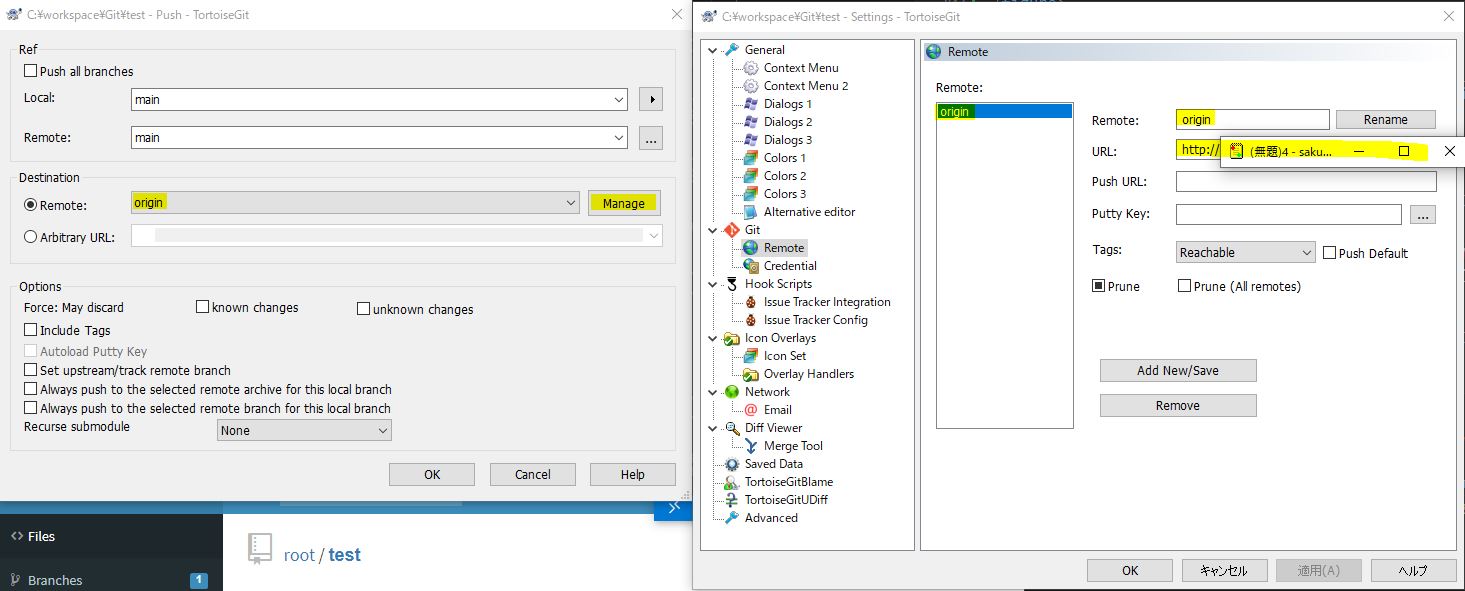 C:¥workspace¥Git¥test - Push - TortoiseGit
Ref
Push all branches
Local:
main
Remote:
main
...
Destination
Remote:
origin
Manage
Arbitrary URL:
Options
Force: May discard
known changes
unknown changes
Include Tags
Autoload Putty Key
Set upstream/track remote branch
Always push to the selected remote archive for this local branch
Always push to the selected remote branch for this local branch
Recurse submodule
None
OK
Cancel
Help
Files
Branches
1
root / test
C:¥workspace¥Git¥test - Settings - TortoiseGit
General
Context Menu
Context Menu 2
Dialogs 1
Dialogs 2
Dialogs 3
Colors 1
Colors 2
Colors 3
Alternative editor
Git
Remote
Credential
Hook Scripts
Issue Tracker Integration
Issue Tracker Config
Icon Overlays
Icon Set
Overlay Handlers
Network
Email
Diff Viewer
Merge Tool
Saved Data
TortoiseGitBlame
TortoiseGitUDiff
Advanced
Remote
Remote:
origin
Remote:
origin
Rename
URL:
http://
(無題)4 - saku...
Push URL:
Putty Key:
...
Tags:
Reachable
Push Default
Prune
Prune (All remotes)
Add New/Save
Remove
OK
キャンセル
適用(A)
ヘルプ